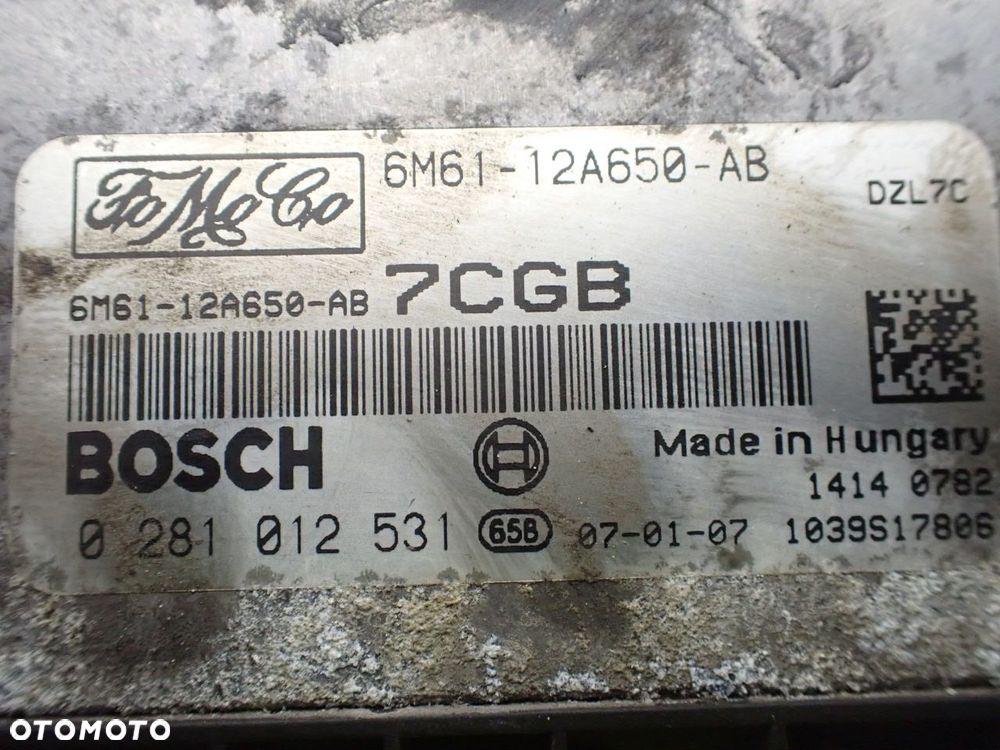 FoMoCo 6M61-12A650-AB
DZL7C
6M61-12A650-AB 7CGB
BOSCH Made in Hungary
1414 0782
0 281 012 531 65B 07-01-07 1039S17806
OTOMOTO